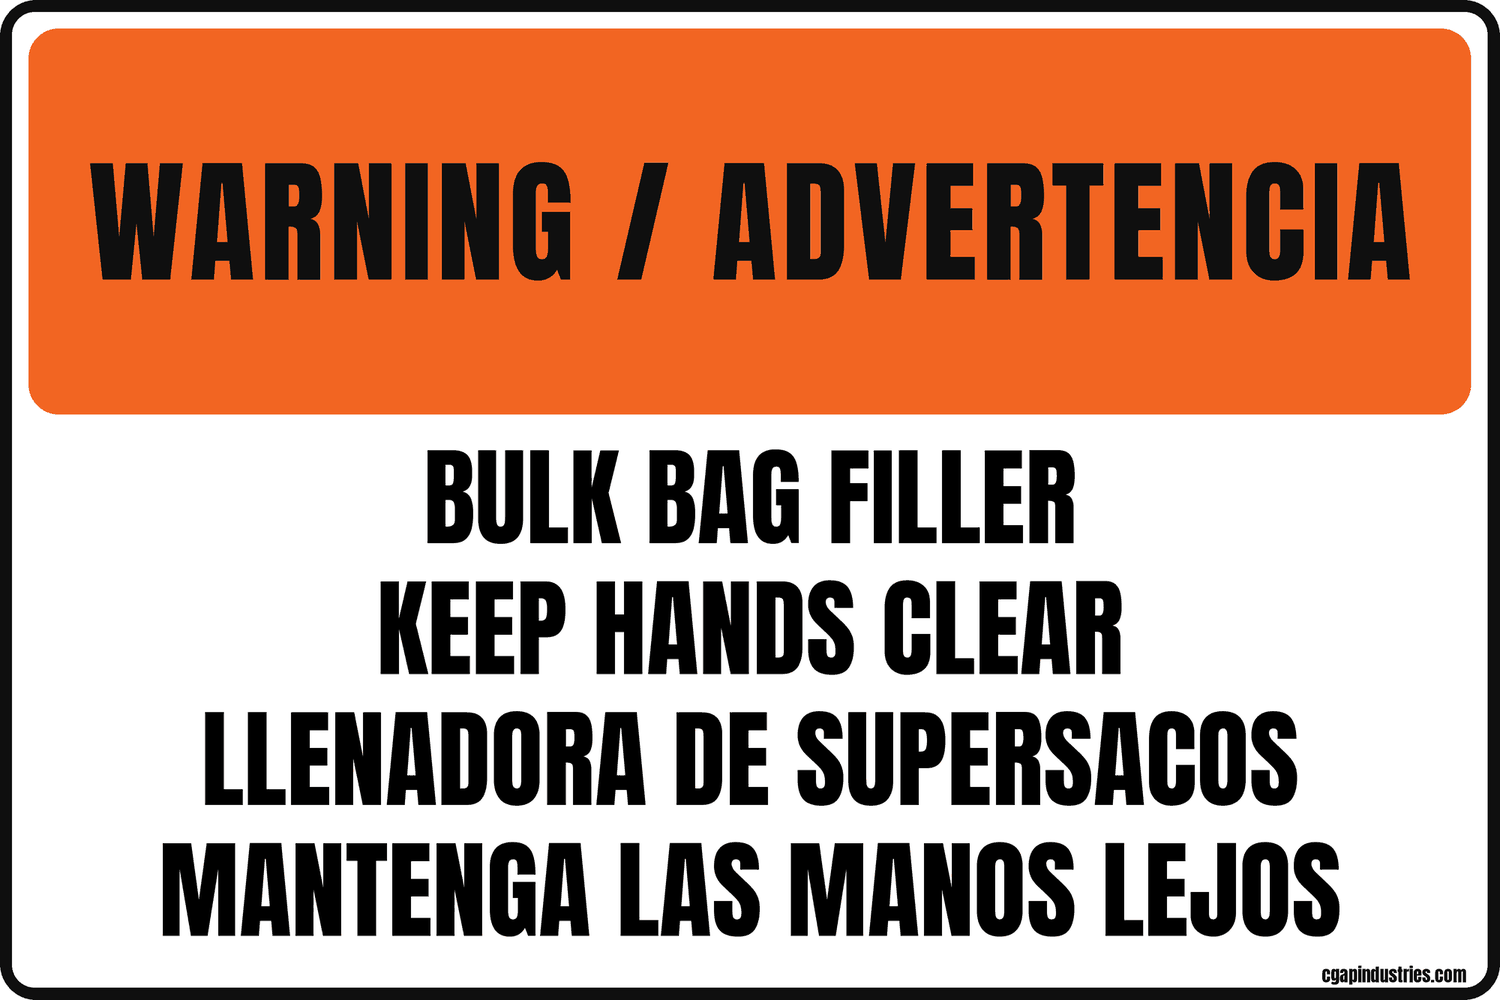 WARNING / ADVERTENCIA
BULK BAG FILLER
KEEP HANDS CLEAR
LLENADORA DE SUPERSACOS
MANTENGA LAS MANOS LEJOS
cgapindustries.com